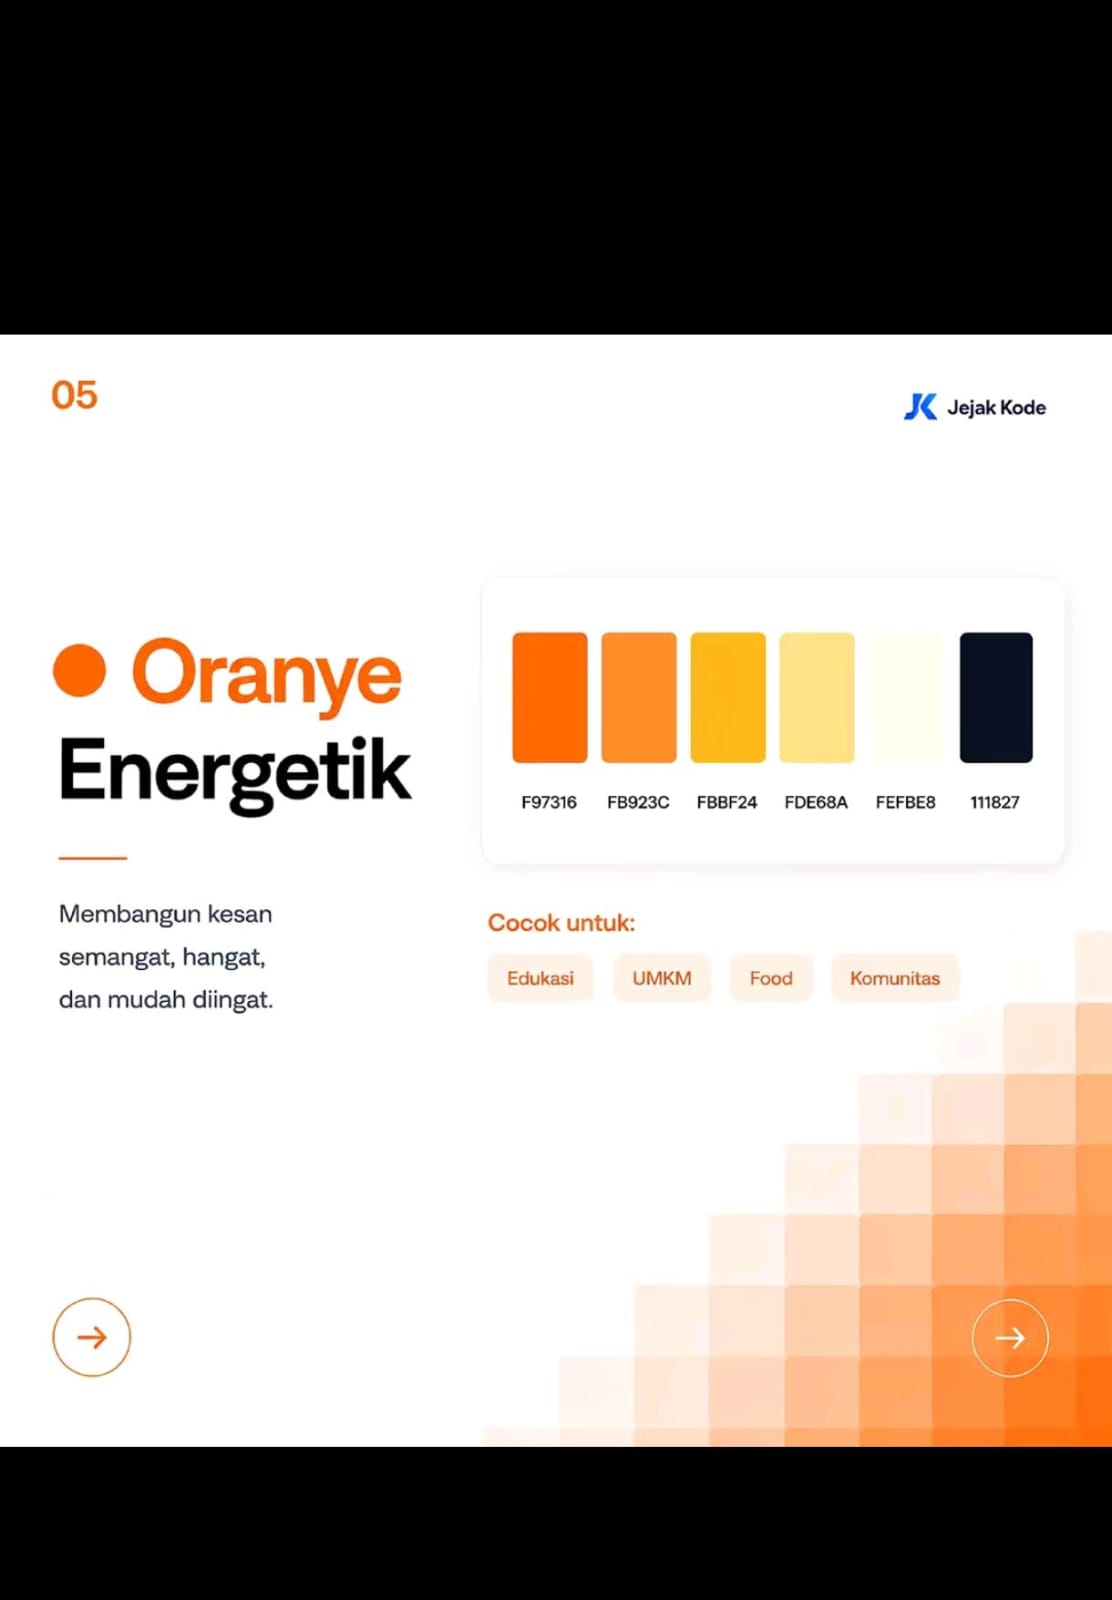 05
Jejak Kode
Oranye
Energetik
Membangun kesan
semangat, hangat,
dan mudah diingat.
F97316 FB923C FBBF24 FDE68A FEFBE8 111827
Cocok untuk:
Edukasi UMKM Food Komunitas